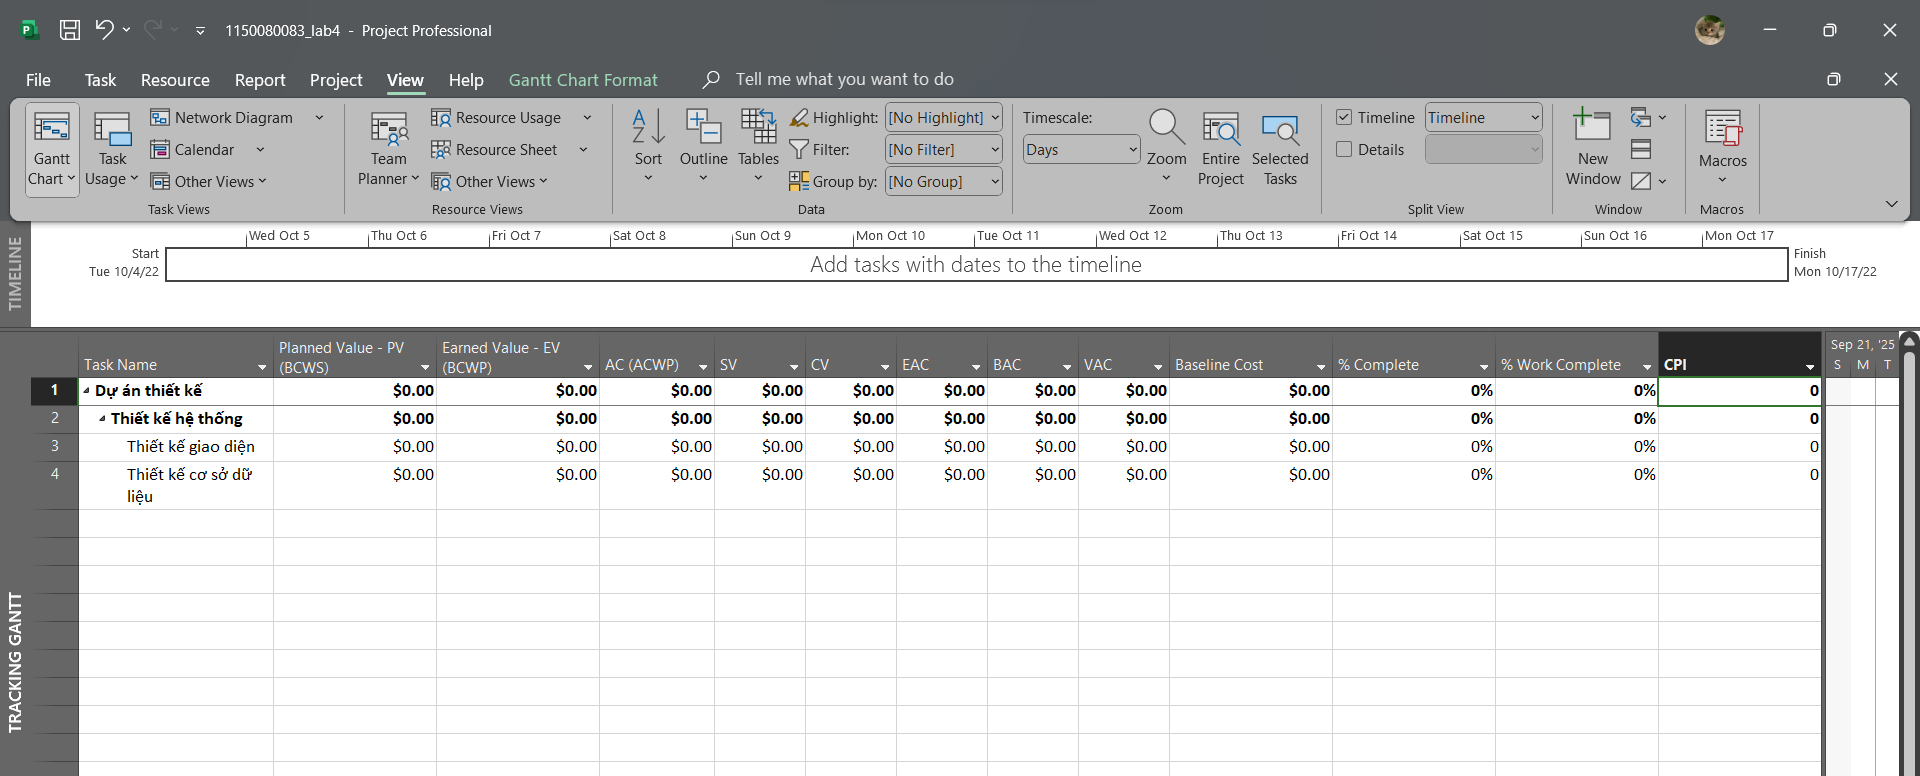 1150080083_lab4 - Project Professional
File Task Resource Report Project View Help Gantt Chart Format Tell me what you want to do
Gantt Chart
Task Usage
Network Diagram
Calendar
Other Views
Task Views
Team Planner
Resource Usage
Resource Sheet
Other Views
Resource Views
Sort
Outline
Tables
Highlight: [No Highlight]
Filter: [No Filter]
Group by: [No Group]
Data
Timescale:
Days
Zoom
Entire Project
Selected Tasks
Zoom
Timeline Timeline
Details
Split View
New Window
Window
Macros
Macros
TIMELINE
Wed Oct 5 Thu Oct 6 Fri Oct 7 Sat Oct 8 Sun Oct 9 Mon Oct 10 Tue Oct 11 Wed Oct 12 Thu Oct 13 Fri Oct 14 Sat Oct 15 Sun Oct 16 Mon Oct 17
Start
Tue 10/4/22
Add tasks with dates to the timeline
Finish
Mon 10/17/22
Task Name Planned Value - PV (BCWS) Earned Value - EV (BCWP) AC (ACWP) SV CV EAC BAC VAC Baseline Cost % Complete % Work Complete CPI
Sep 21, '25
S M T
1 Dự án thiết kế $0.00 $0.00 $0.00 $0.00 $0.00 $0.00 $0.00 $0.00 $0.00 0% 0% 0
2 Thiết kế hệ thống $0.00 $0.00 $0.00 $0.00 $0.00 $0.00 $0.00 $0.00 $0.00 0% 0% 0
3 Thiết kế giao diện $0.00 $0.00 $0.00 $0.00 $0.00 $0.00 $0.00 $0.00 $0.00 0% 0% 0
4 Thiết kế cơ sở dữ liệu $0.00 $0.00 $0.00 $0.00 $0.00 $0.00 $0.00 $0.00 $0.00 0% 0% 0
TRACKING GANTT